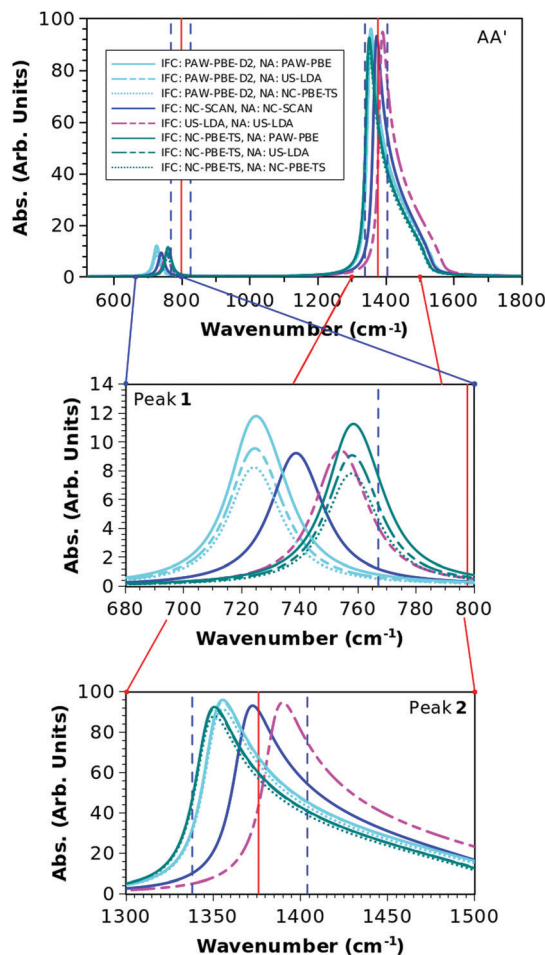 100
80
60
40
20
0
Abs. (Arb. Units)
AA'
IFC: PAW-PBE-D2, NA: PAW-PBE
IFC: PAW-PBE-D2, NA: US-LDA
IFC: PAW-PBE-D2, NA: NC-PBE-TS
IFC: NC-SCAN, NA: NC-SCAN
IFC: US-LDA, NA: US-LDA
IFC: NC-PBE-TS, NA: PAW-PBE
IFC: NC-PBE-TS, NA: US-LDA
IFC: NC-PBE-TS, NA: NC-PBE-TS
600 800 1000 1200 1400 1600 1800
Wavenumber (cm-1)
14
12
10
8
6
4
2
0
Abs. (Arb. Units)
Peak 1
680 700 720 740 760 780 800
Wavenumber (cm-1)
100
80
60
40
20
0
Abs. (Arb. Units)
Peak 2
1300 1350 1400 1450 1500
Wavenumber (cm-1)